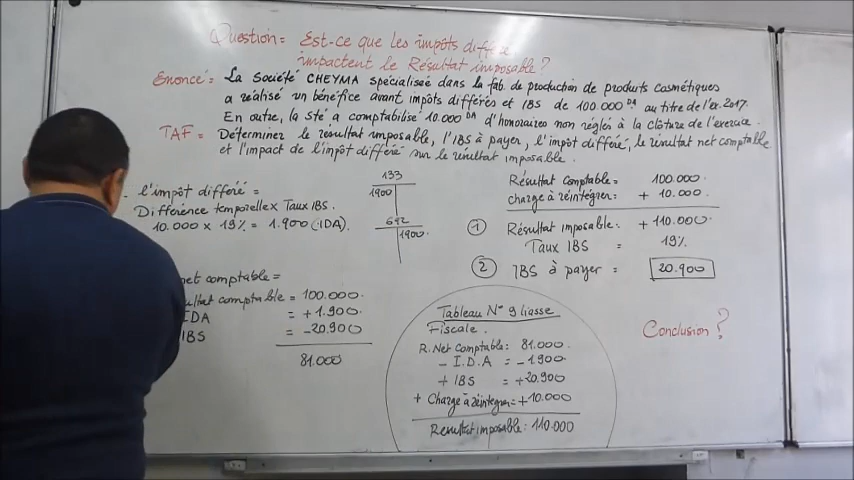 Question = Est-ce que les impôts diffé
impactent le Résultat imposable ?
Enoncé = La Société CHEYMA spécialisée dans la fab. de production de produits cosmétiques
a réalisé un bénéfice avant impôts différés et IBS de 100.000 DA au titre de l'ex. 2017.
En outre, la Sté a comptabilisé 10.000 DA d'honoraires non réglés à la clôture de l'exercice.
TAF = Déterminez le résultat imposable, l'IBS à payer, l'impôt différé, le résultat net comptable
et l'impact de l'impôt différé sur le résultat imposable.
- l'impôt différé =
Différence temporelle x Taux IBS.
10.000 x 19% = 1.900 (IDA)
133
1900
692
1900.
Résultat Comptable = 100.000.
charge à réintégrer = + 10.000.
① Résultat imposable: + 110.000.
Taux IBS = 19%
② IBS à payer = 20.900
net comptable =
ultat comptable = 100.000.
IDA = + 1.900
IBS = - 20.900
81.000
Tableau N° 9 liasse
Fiscale.
R. Net comptable: 81.000.
- I.D.A = - 1.900.
+ IBS = + 20.900
+ Charge à réintégrer = + 10.000
Resultat imposable: 110.000
Conclusion ?